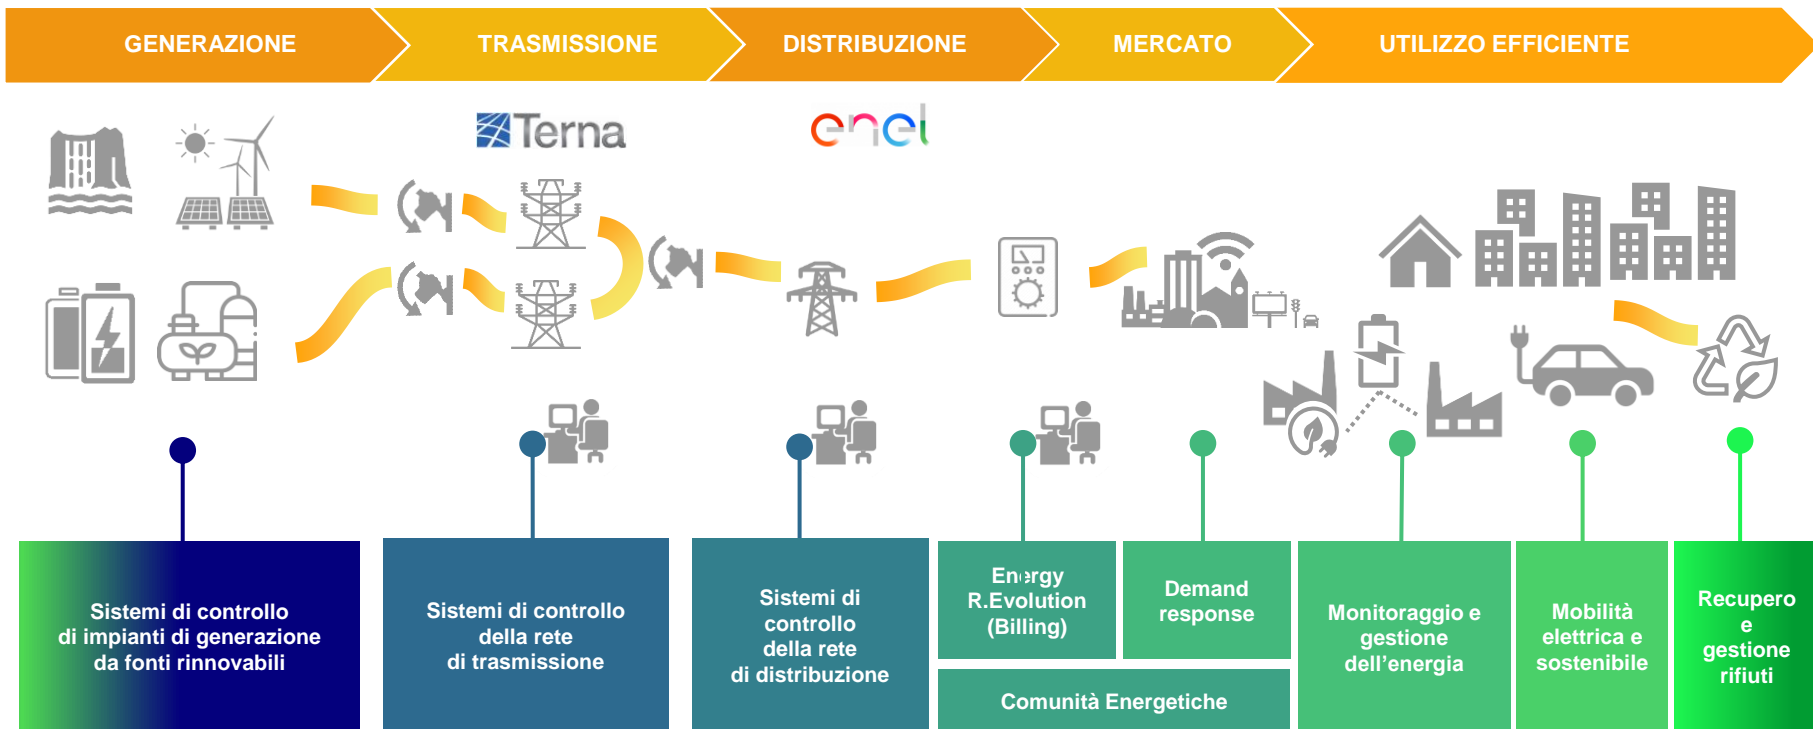 GENERAZIONE
TRASMISSIONE
DISTRIBUZIONE
MERCATO
UTILIZZO EFFICIENTE
Terna
enel
Sistemi di controllo
di impianti di generazione
da fonti rinnovabili
Sistemi di controllo
della rete
di trasmissione
Sistemi di
controllo
della rete
di distribuzione
Energy
R.Evolution
(Billing)
Demand
response
Comunità Energetiche
Monitoraggio e
gestione
dell’energia
Mobilità
elettrica e
sostenibile
Recupero
e
gestione
rifiuti